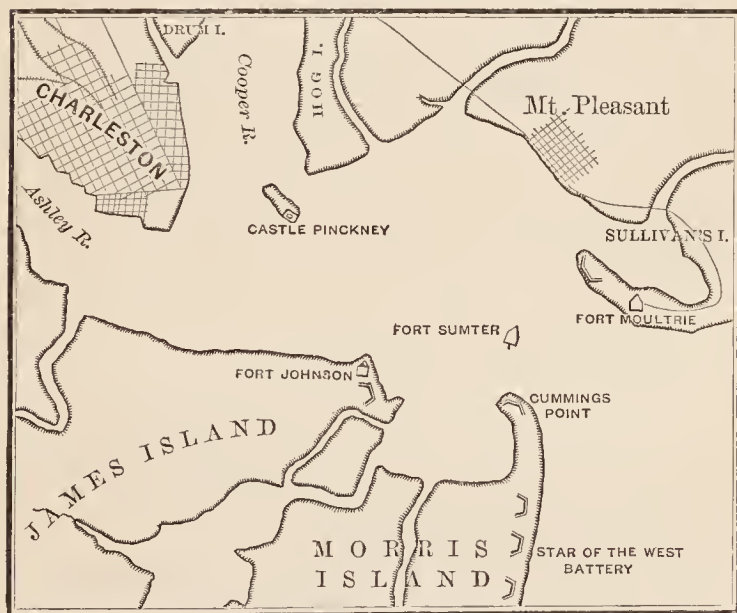 DRUM I.
CHARLESTON
Cooper R.
HOG I.
Mt. Pleasant
Ashley R.
CASTLE PINCKNEY
SULLIVAN'S I.
FORT MOULTRIE
FORT SUMTER
FORT JOHNSON
CUMMINGS
POINT
JAMES ISLAND
MORRIS
ISLAND
STAR OF THE WEST
BATTERY